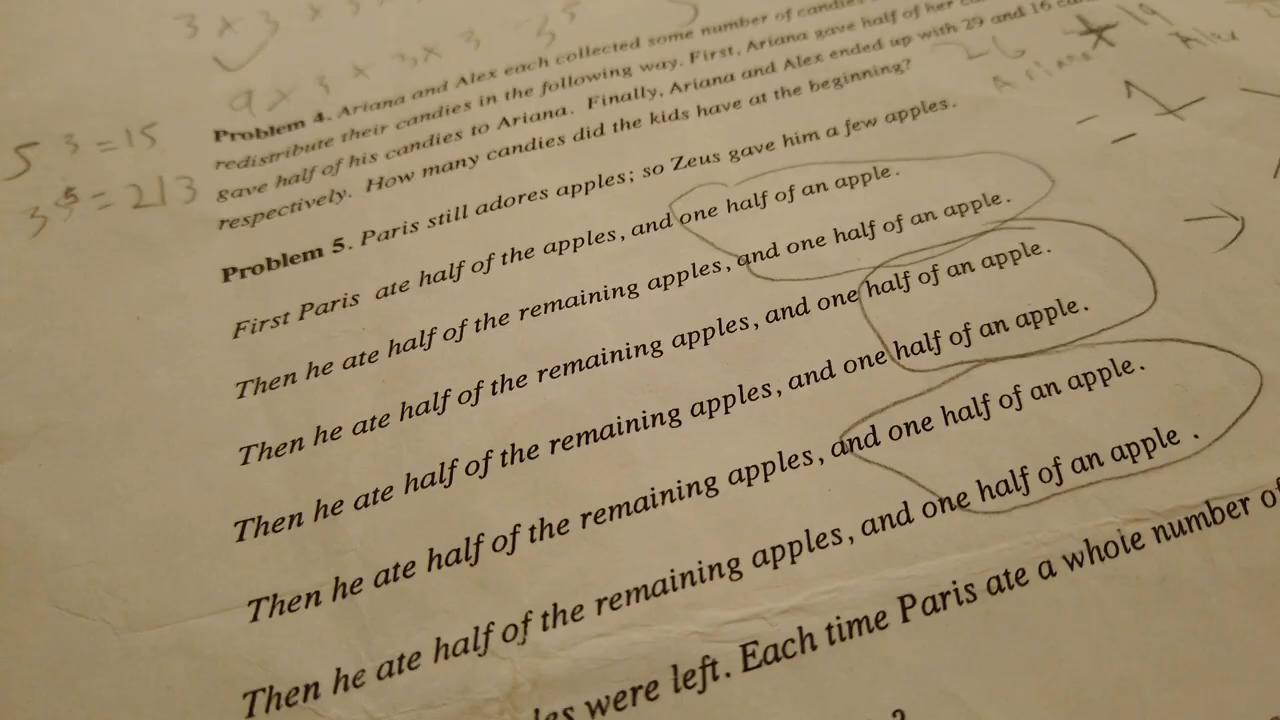 3 x 3 x 3
9 x 3 x 3 x 3 3⁵
5 3 = 15
3 5 = 213
26 19
Ariana Alex
Problem 4. Ariana and Alex each collected some number of candies
redistribute their candies in the following way. First, Ariana gave half of her
gave half of his candies to Ariana. Finally, Ariana and Alex ended up with 29 and 16
respectively. How many candies did the kids have at the beginning?
Problem 5. Paris still adores apples; so Zeus gave him a few apples.
First Paris ate half of the apples, and one half of an apple.
Then he ate half of the remaining apples, and one half of an apple.
Then he ate half of the remaining apples, and one half of an apple.
Then he ate half of the remaining apples, and one half of an apple.
Then he ate half of the remaining apples, and one half of an apple.
Then he ate half of the remaining apples, and one half of an apple .
were left. Each time Paris ate a whole number of